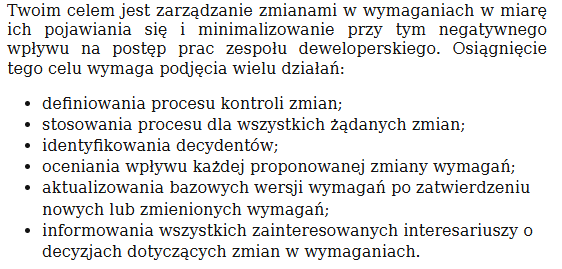 Twoim celem jest zarządzanie zmianami w wymaganiach w miarę
ich pojawiania się i minimalizowanie przy tym negatywnego
wpływu na postęp prac zespołu deweloperskiego. Osiągnięcie
tego celu wymaga podjęcia wielu działań:
• definiowania procesu kontroli zmian;
• stosowania procesu dla wszystkich żądanych zmian;
• identyfikowania decydentów;
• oceniania wpływu każdej proponowanej zmiany wymagań;
• aktualizowania bazowych wersji wymagań po zatwierdzeniu
nowych lub zmienionych wymagań;
• informowania wszystkich zainteresowanych interesariuszy o
decyzjach dotyczących zmian w wymaganiach.